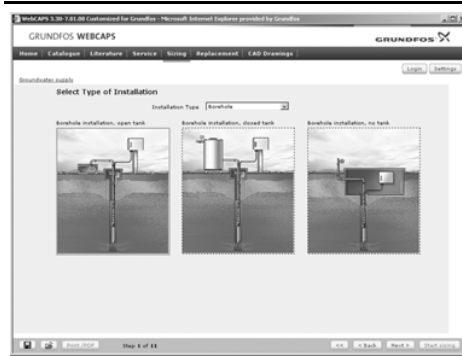 WebCAPS 3.30-7.01.00 Customized for Grundfos - Microsoft Internet Explorer provided by Grundfos
GRUNDFOS WEBCAPS
GRUNDFOS
Home Catalogue Literature Service Sizing Replacement CAD Drawings
Login Settings
Groundwater supply
Select Type of Installation
Installation Type Borehole
Borehole installation, open tank Borehole installation, closed tank Borehole installation, no tank
Print /PDF Step 1 of 11 << < Back Next > Start sizing